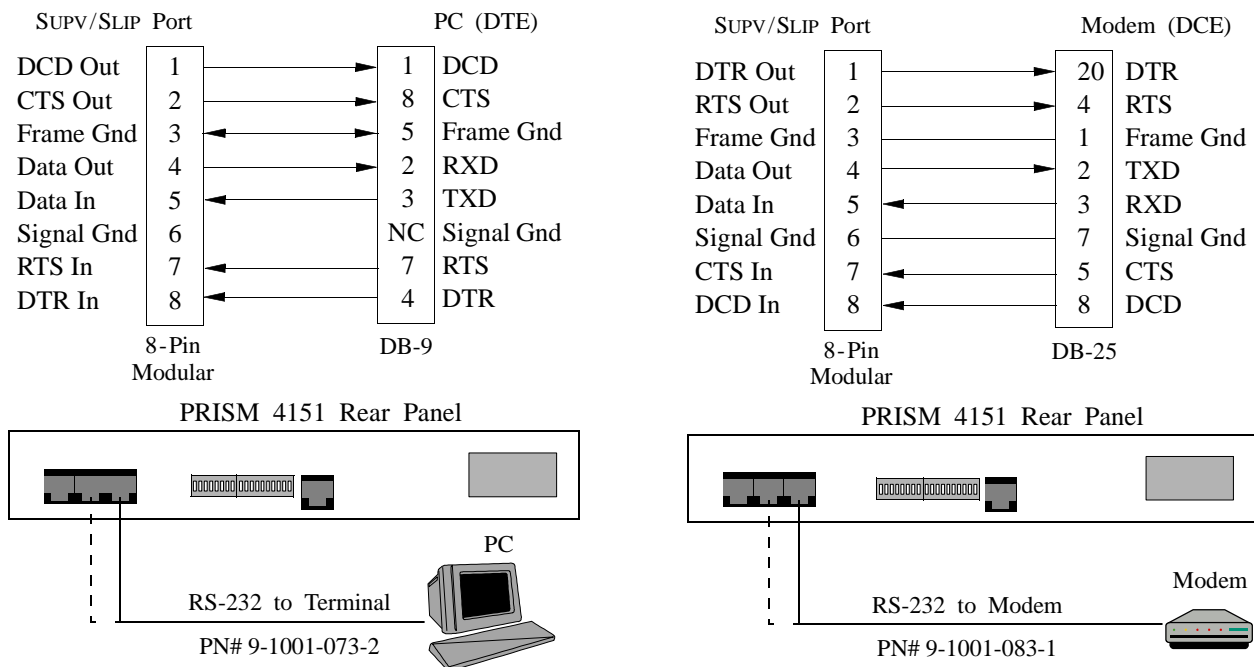 SUPV/SLIP Port PC (DTE)
DCD Out 1 1 DCD
CTS Out 2 8 CTS
Frame Gnd 3 5 Frame Gnd
Data Out 4 2 RXD
Data In 5 3 TXD
Signal Gnd 6 NC Signal Gnd
RTS In 7 7 RTS
DTR In 8 4 DTR
8-Pin Modular
DB-9
PRISM 4151 Rear Panel
PC
RS-232 to Terminal
PN# 9-1001-073-2
SUPV/SLIP Port Modem (DCE)
DTR Out 1 20 DTR
RTS Out 2 4 RTS
Frame Gnd 3 1 Frame Gnd
Data Out 4 2 TXD
Data In 5 3 RXD
Signal Gnd 6 7 Signal Gnd
CTS In 7 5 CTS
DCD In 8 8 DCD
8-Pin Modular
DB-25
PRISM 4151 Rear Panel
Modem
RS-232 to Modem
PN# 9-1001-083-1